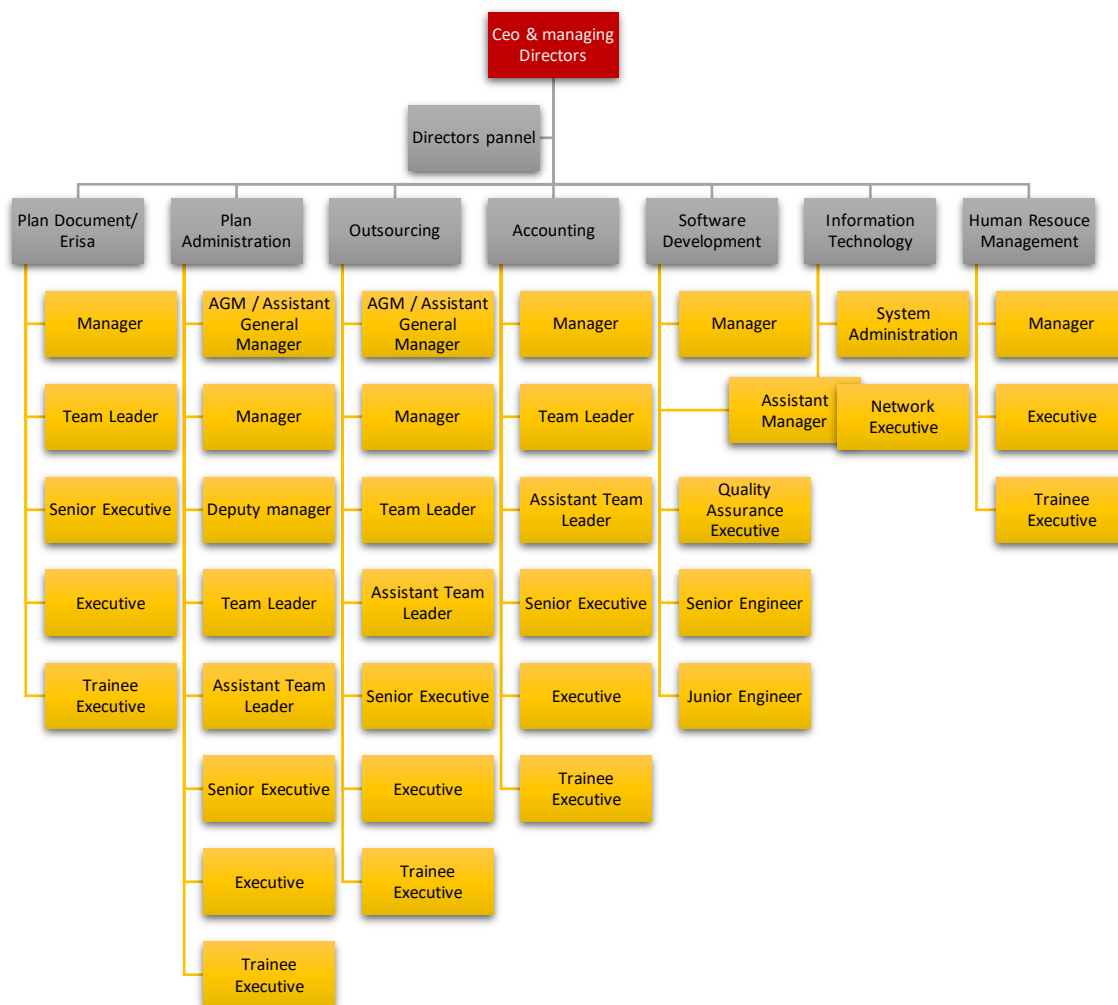 Ceo & managing
Directors
Directors pannel
Plan Document/
Erisa
Plan
Administration
Outsourcing
Accounting
Software
Development
Information
Technology
Human Resouce
Management
Manager
Team Leader
Senior Executive
Executive
Trainee
Executive
AGM / Assistant
General
Manager
Manager
Deputy manager
Team Leader
Assistant Team
Leader
Senior Executive
Executive
Trainee
Executive
AGM / Assistant
General
Manager
Manager
Team Leader
Assistant Team
Leader
Senior Executive
Executive
Trainee
Executive
Manager
Team Leader
Assistant Team
Leader
Senior Executive
Executive
Trainee
Executive
Manager
Assistant
Manager
Quality
Assurance
Executive
Senior Engineer
Junior Engineer
System
Administration
Network
Executive
Manager
Executive
Trainee
Executive